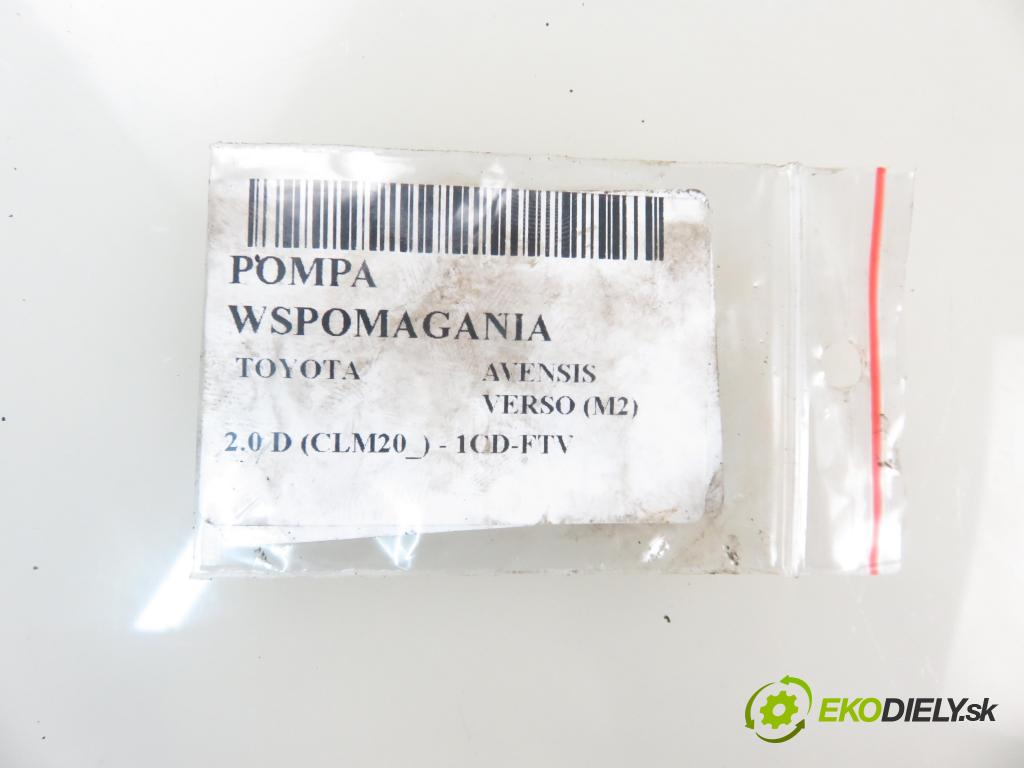 POMPA
WSPOMAGANIA
TOYOTA AVENSIS
VERSO (M2)
2.0 D (CLM20_) - 1CD-FTV
EKODIELY.sk